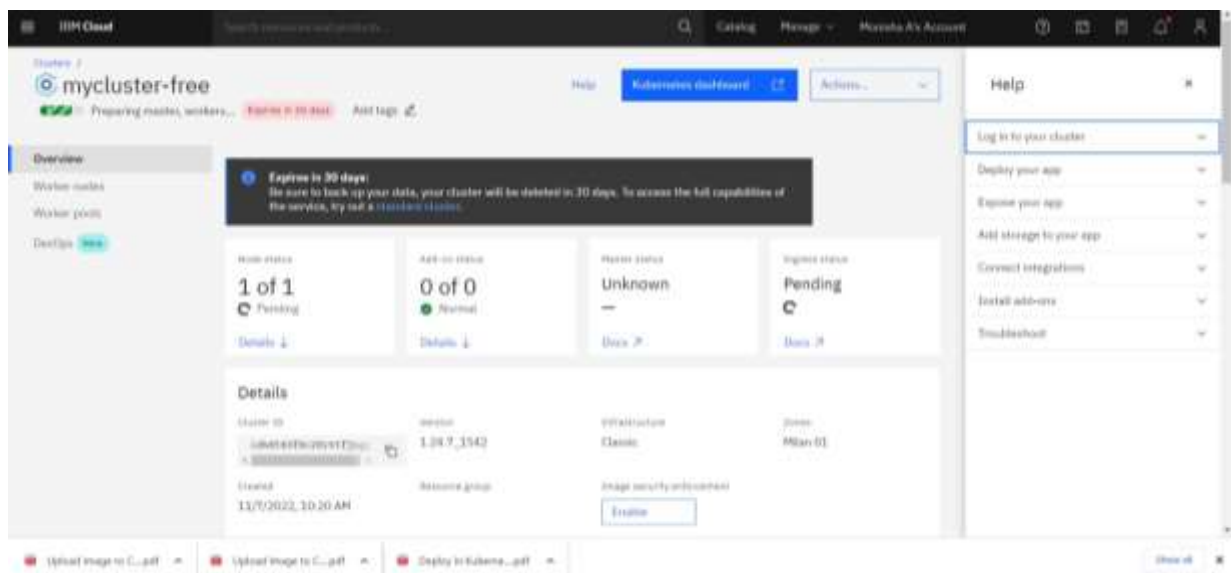 IBM Cloud
Search resources and products...
Catalog
Manage
Clusters /
mycluster-free
Preparing master, workers...
Expires in 30 days
Add tags
Help
Kubernetes dashboard
Actions...
Overview
Worker nodes
Worker pools
DevOps
Expires in 30 days:
Be sure to back up your data, your cluster will be deleted in 30 days. To access the full capabilities of
the service, try out a standard cluster.
Node status
1 of 1
Pending
Details
Add-on status
0 of 0
Normal
Details
Master status
Unknown
—
Docs
Ingress status
Pending
Docs
Details
Cluster ID
Version
1.24.7_1542
Infrastructure
Classic
Zones
Milan 01
Created
11/7/2022, 10:20 AM
Resource group
Image security enforcement
Enable
Help
Log in to your cluster
Deploy your app
Expose your app
Add storage to your app
Connect integrations
Install add-ons
Troubleshoot
Upload Image to C....pdf
Upload Image to C....pdf
Deploy in Kuberne....pdf
Show all